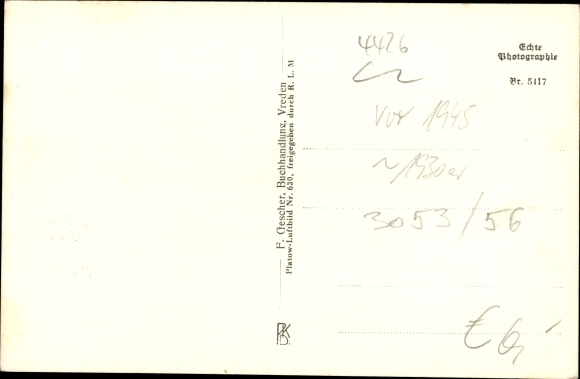 4426
Echte
Photographie
Nr. 5417
vor 1945
~1930er
3053/56
€ 6,-
F. Gescher, Buchhandlung, Vreden
Platow-Luftbild Nr. 630, freigegeben durch R. L. M